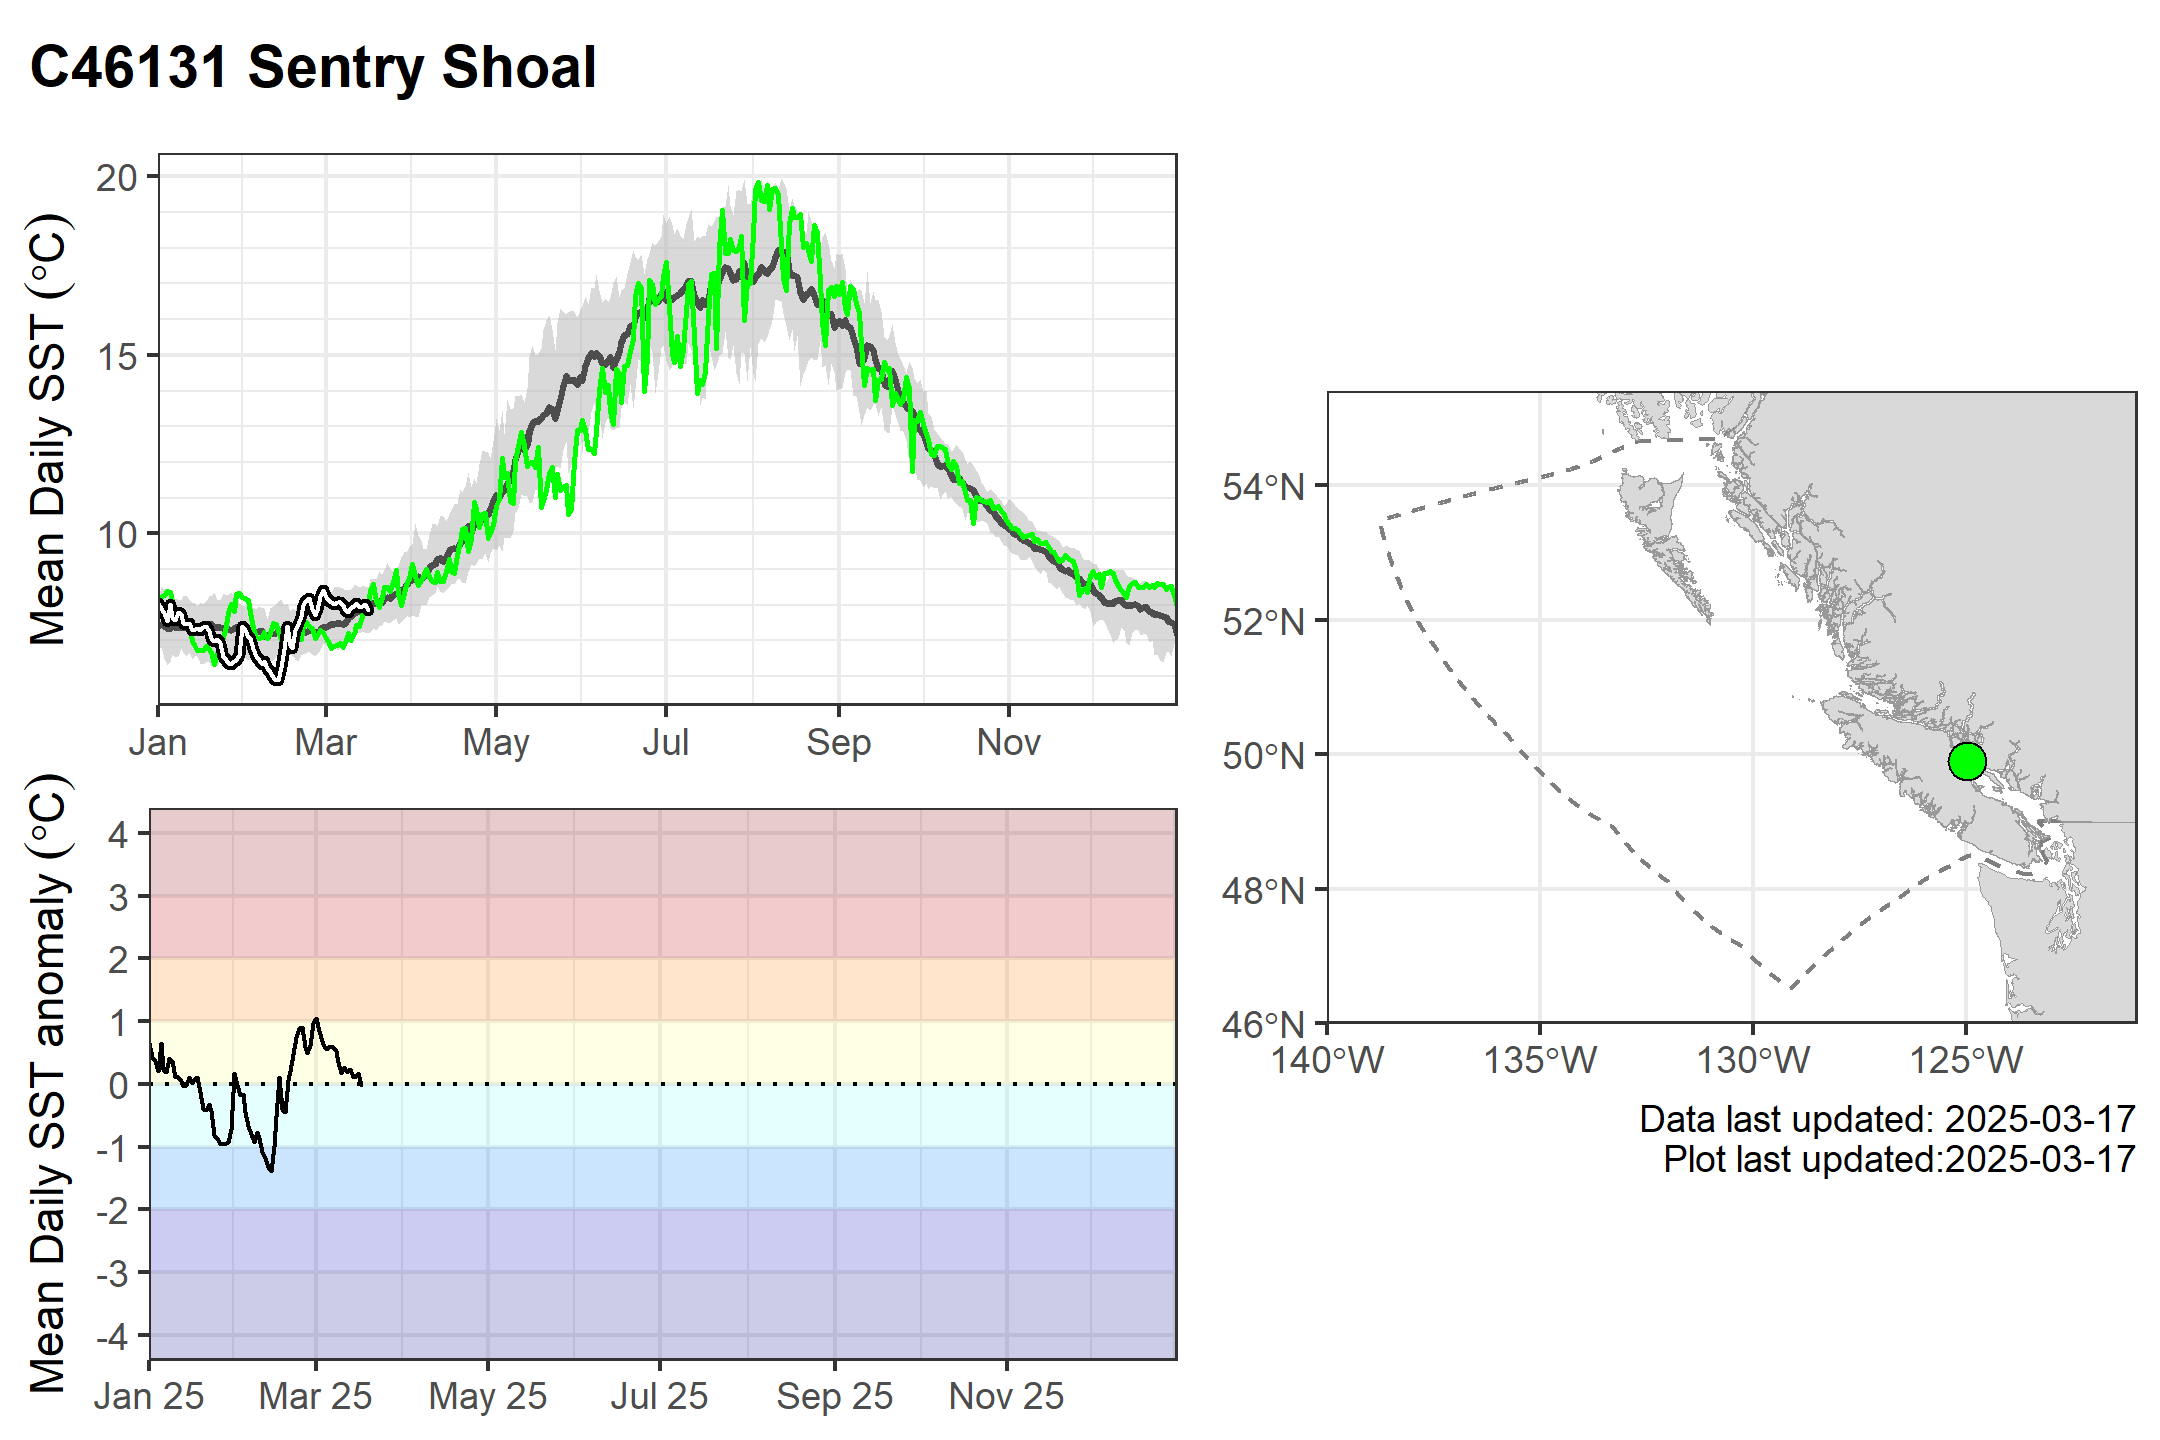 C46131 Sentry Shoal
Mean Daily SST (°C)
20
15
10
Jan Mar May Jul Sep Nov
Mean Daily SST anomaly (°C)
4
3
2
1
0
-1
-2
-3
-4
Jan 25 Mar 25 May 25 Jul 25 Sep 25 Nov 25
54°N
52°N
50°N
48°N
46°N
140°W 135°W 130°W 125°W
Data last updated: 2025-03-17
Plot last updated:2025-03-17